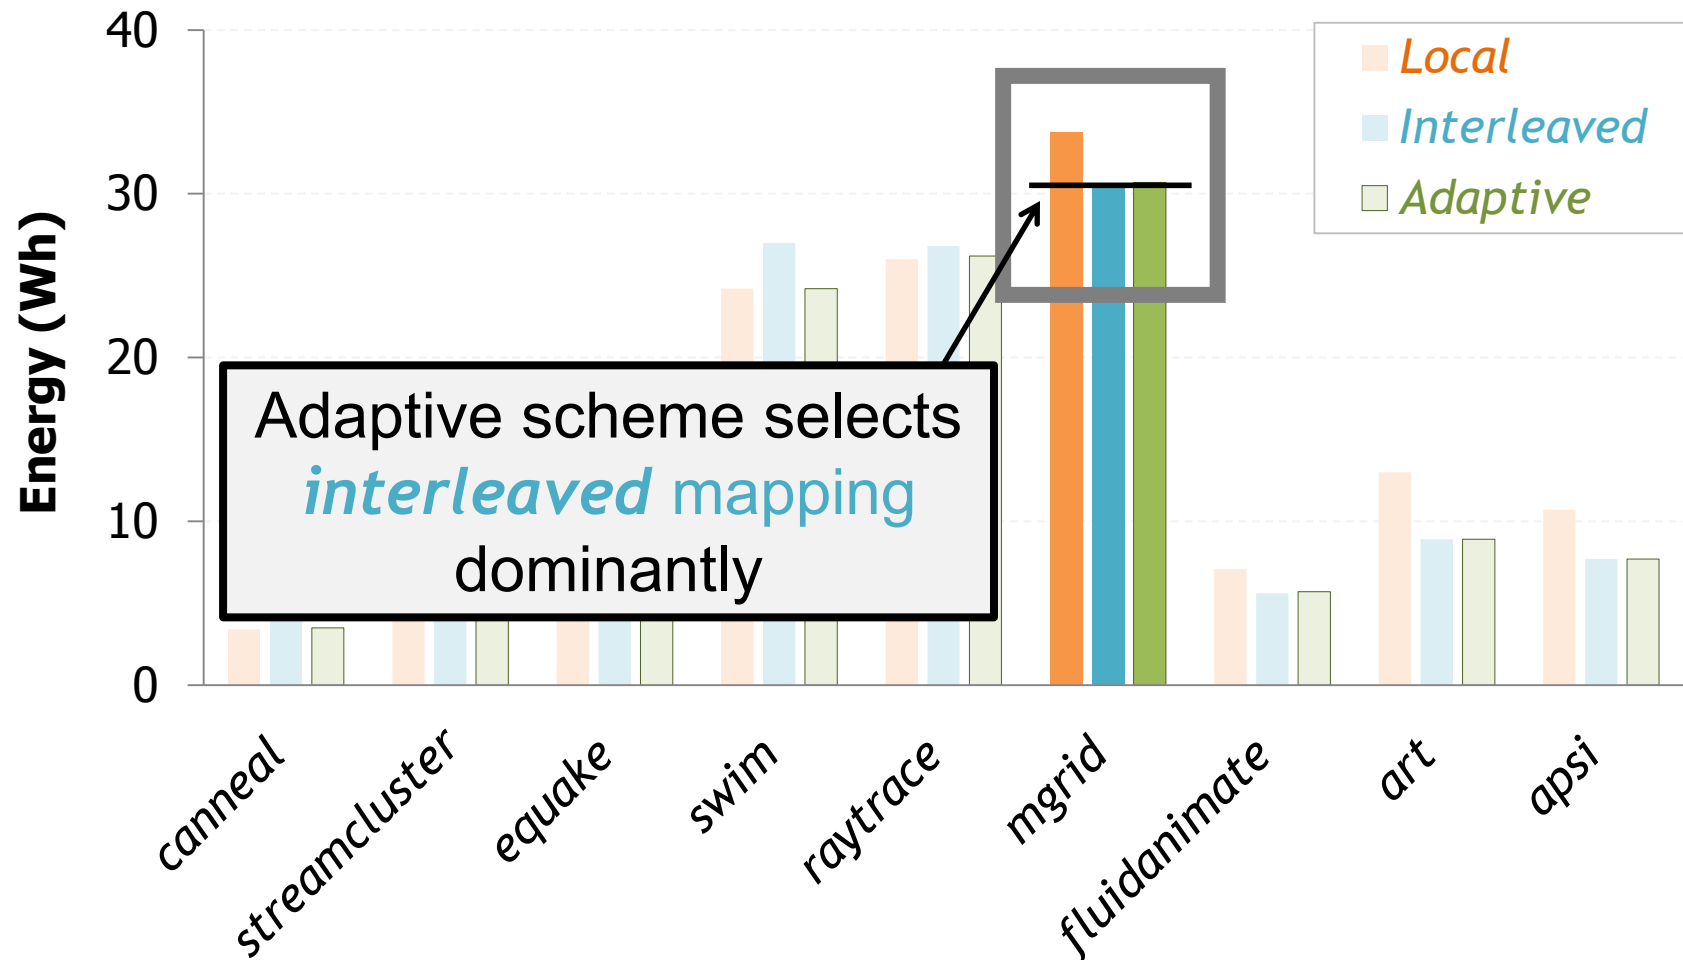 40
30
20
10
0
Energy (Wh)
Local
Interleaved
Adaptive
Adaptive scheme selects
interleaved mapping
dominantly
canneal
streamcluster
equake
swim
raytrace
mgrid
fluidanimate
art
apsi